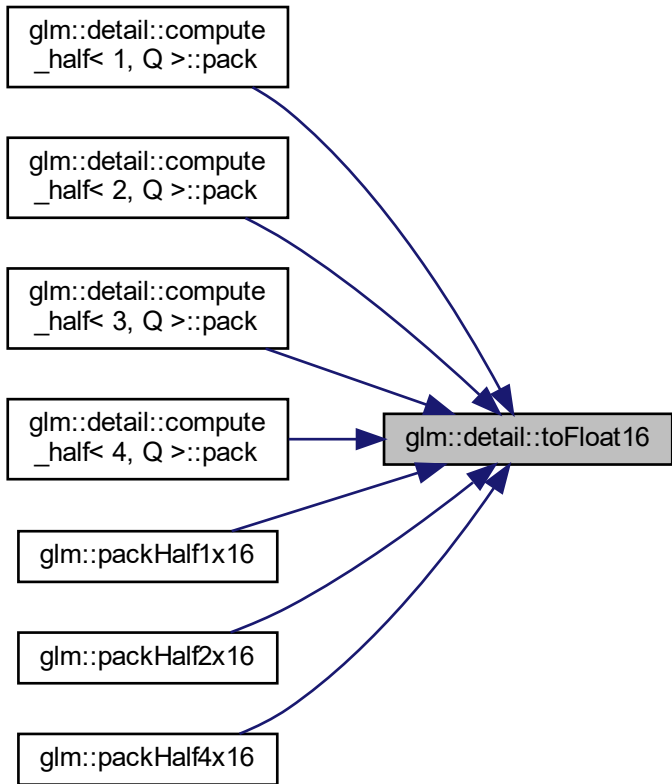 glm::detail::compute
_half< 1, Q >::pack
glm::detail::compute
_half< 2, Q >::pack
glm::detail::compute
_half< 3, Q >::pack
glm::detail::compute
_half< 4, Q >::pack
glm::detail::toFloat16
glm::packHalf1x16
glm::packHalf2x16
glm::packHalf4x16